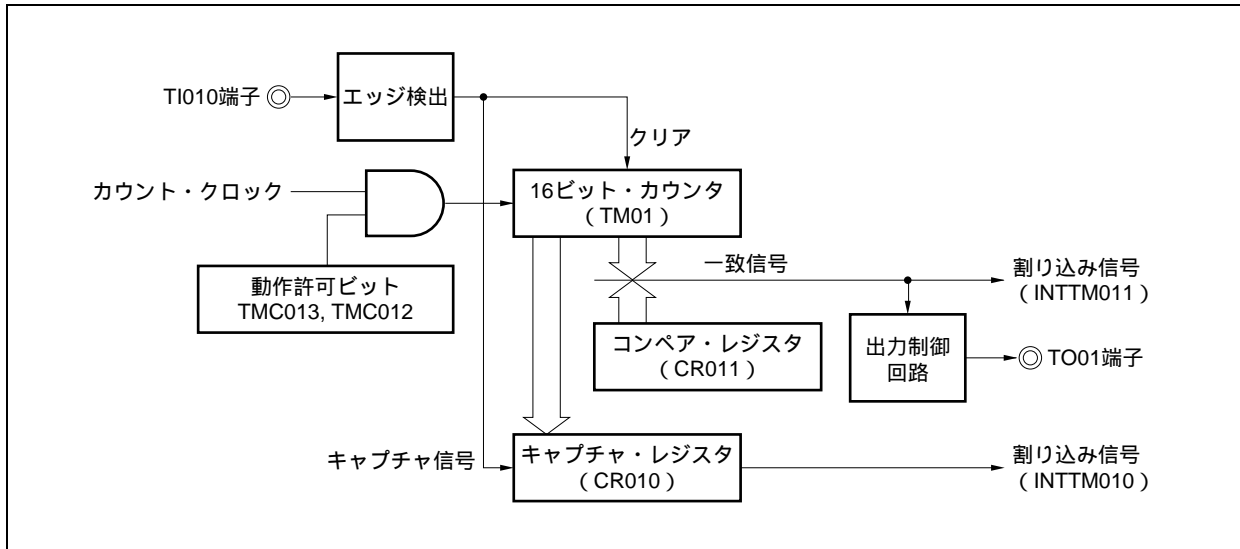 TI010端子
エッジ検出
クリア
カウント・クロック
16ビット・カウンタ
（TM01）
動作許可ビット
TMC013, TMC012
一致信号
割り込み信号
（INTTM011）
コンペア・レジスタ
（CR011）
出力制御
回路
TO01端子
キャプチャ信号
キャプチャ・レジスタ
（CR010）
割り込み信号
（INTTM010）